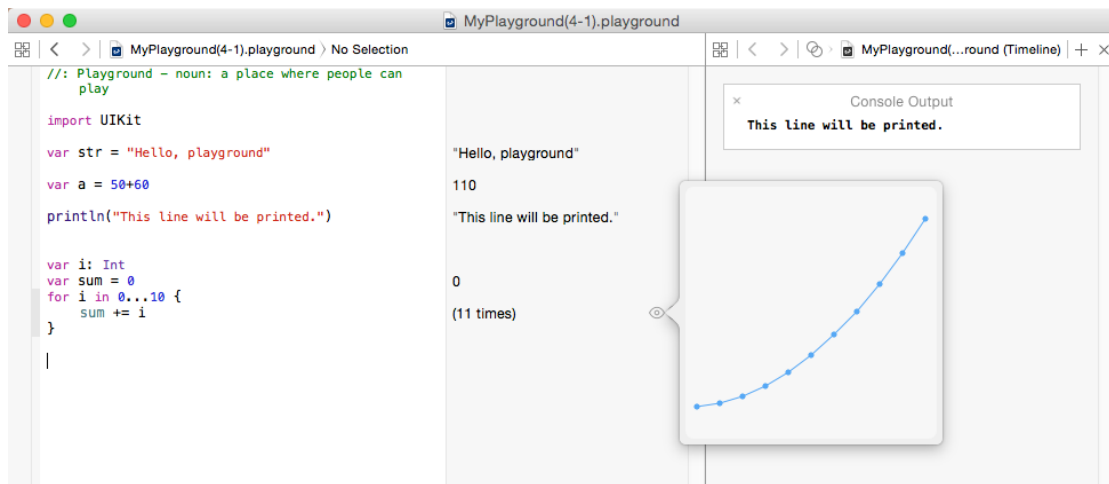 MyPlayground(4-1).playground
MyPlayground(4-1).playground 〉No Selection
MyPlayground(...round (Timeline)
//: Playground – noun: a place where people can
play
import UIKit
var str = "Hello, playground"
"Hello, playground"
var a = 50+60
110
println("This line will be printed.")
"This line will be printed."
var i: Int
var sum = 0
0
for i in 0...10 {
sum += i
(11 times)
}
Console Output
This line will be printed.